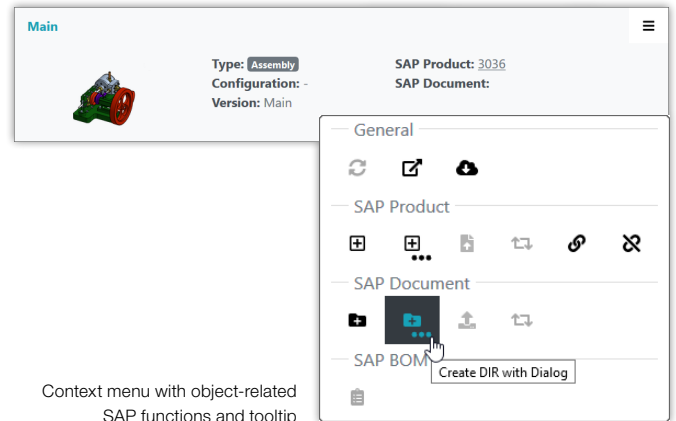 Main
Type: Assembly
Configuration: -
Version: Main
SAP Product: 3036
SAP Document:
General
SAP Product
SAP Document
SAP BOM
Create DIR with Dialog
Context menu with object-related
SAP functions and tooltip